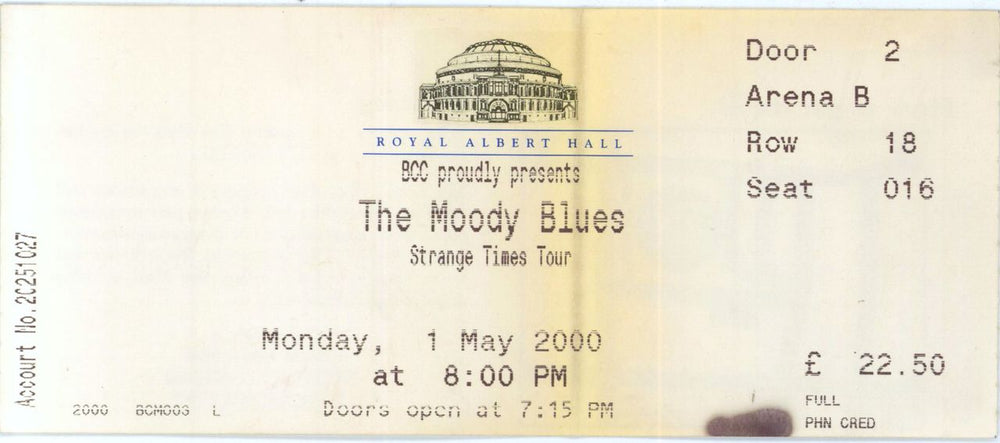 Door 2
Arena B
Row 18
Seat 016
ROYAL ALBERT HALL
BCC proudly presents
The Moody Blues
Strange Times Tour
Monday, 1 May 2000
at 8:00 PM
Doors open at 7:15 PM
£ 22.50
FULL
PHN CRED
2000 BCM003 L
Account No. 20251027